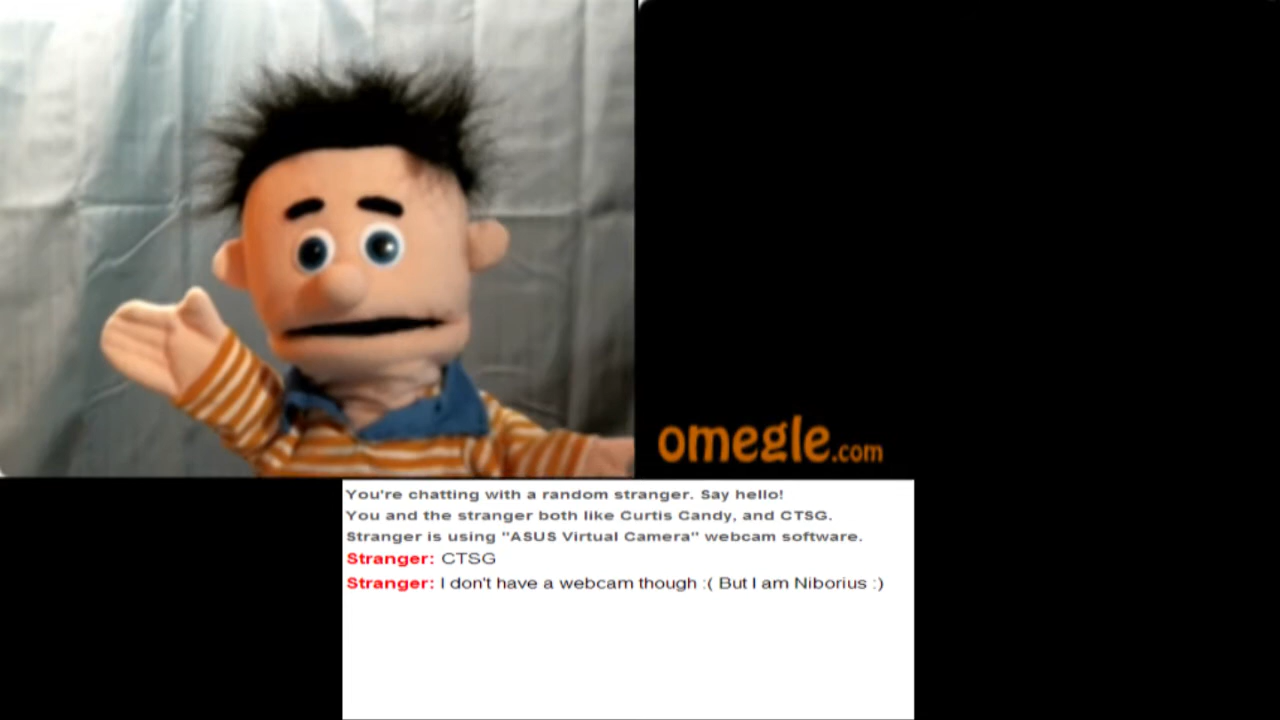 omegle.com
You're chatting with a random stranger. Say hello!
You and the stranger both like Curtis Candy, and CTSG.
Stranger is using "ASUS Virtual Camera" webcam software.
Stranger: CTSG
Stranger: I don't have a webcam though :( But I am Niborius :)